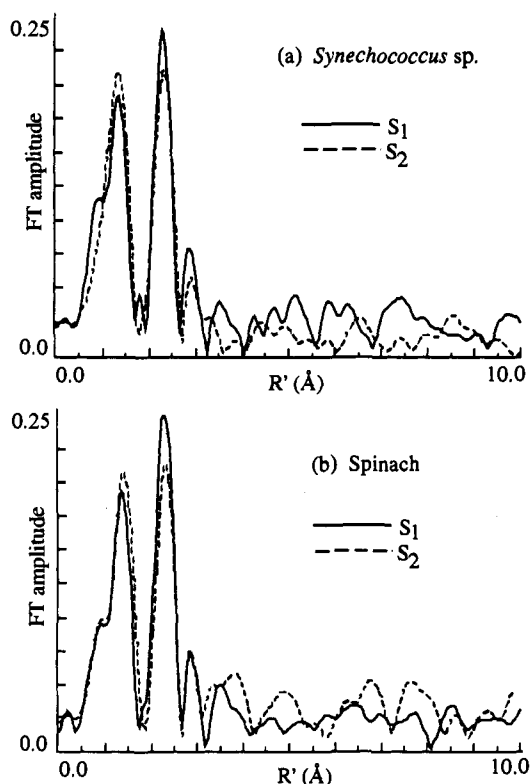 0.25
(a) Synechococcus sp.
S1
S2
FT amplitude
0.0
0.0
R' (Å)
10.0
0.25
(b) Spinach
S1
S2
FT amplitude
0.0
0.0
R' (Å)
10.0